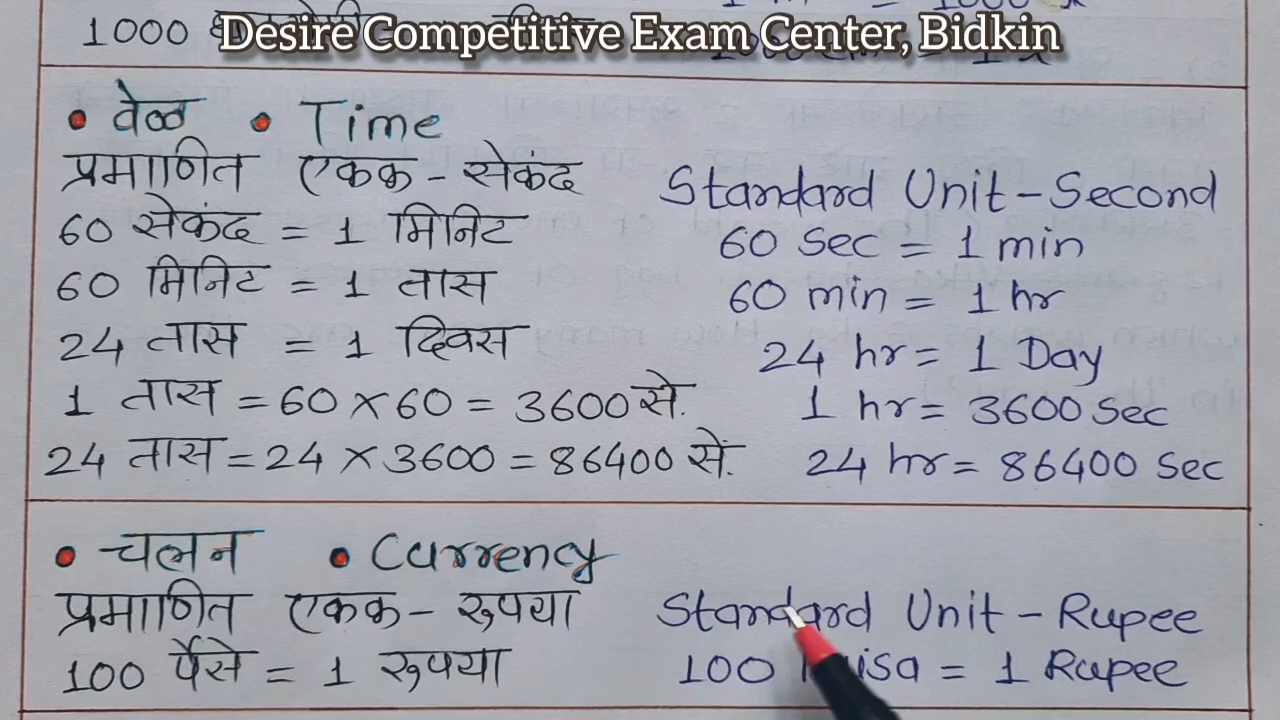 1000
Desire Competitive Exam Center, Bidkin
• वेळ • Time
प्रमाणित एकक - सेकंद Standard Unit - Second
60 सेकंद = 1 मिनिट 60 Sec = 1 min
60 मिनिट = 1 तास 60 min = 1 hr
24 तास = 1 दिवस 24 hr = 1 Day
1 तास = 60 × 60 = 3600 से. 1 hr = 3600 Sec
24 तास = 24 × 3600 = 86400 सें. 24 hr = 86400 Sec
• चलन • Currency
प्रमाणित एकक - रुपया Standard Unit - Rupee
100 पैसे = 1 रुपया 100 = 1 Rupee